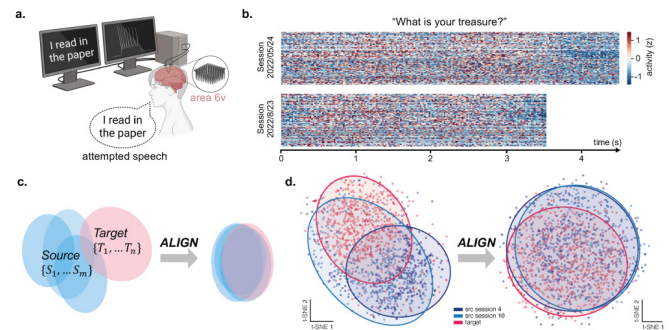 a.
I read in
the paper
area 6v
I read in
the paper
attempted speech
b.
"What is your treasure?"
Session
2022/05/24
Session
2022/8/23
1
0
−1
activity (z)
time (s)
0 1 2 3 4
c.
Target
{T₁, ... Tₙ}
Source
{S₁, ... Sₘ}
ALIGN
d.
ALIGN
t-SNE 2
t-SNE 1
src session 4
src session 10
target
t-SNE 2
t-SNE 1